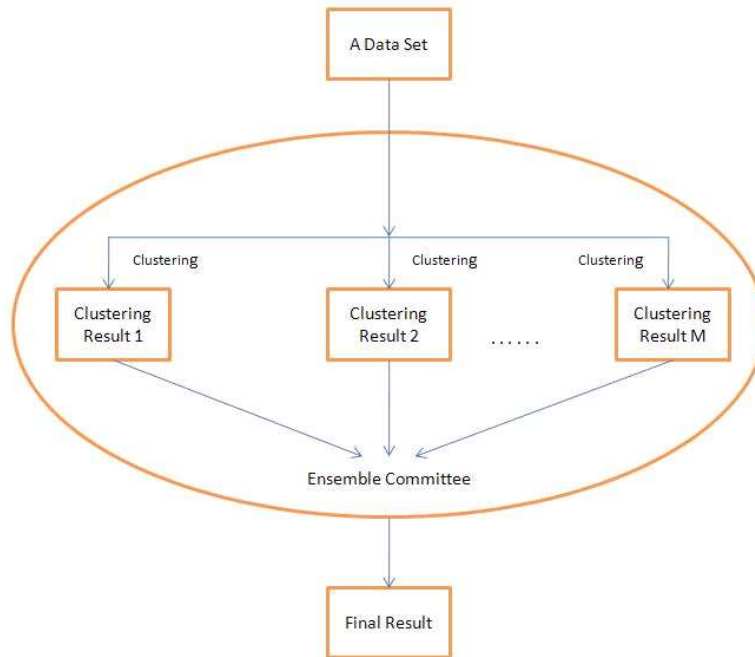 A Data Set
Clustering
Clustering
Clustering
Clustering
Result 1
Clustering
Result 2
......
Clustering
Result M
Ensemble Committee
Final Result